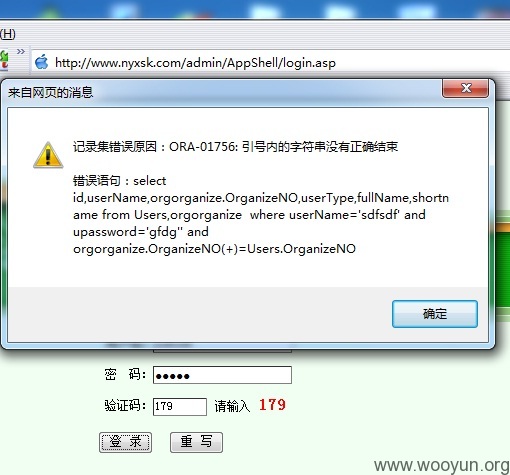 (H)
http://www.nyxsk.com/admin/AppShell/login.asp
来自网页的消息
记录集错误原因：ORA-01756: 引号内的字符串没有正确结束
错误语句：select
id,userName,orgorganize.OrganizeNO,userType,fullName,shortn
ame from Users,orgorganize  where userName='sdfsdf' and
upassword='gfdg'' and
orgorganize.OrganizeNO(+)=Users.OrganizeNO
确定
密 码：●●●●●
验证码：179 请输入 179
登 录 重 写
www.wooyun.org